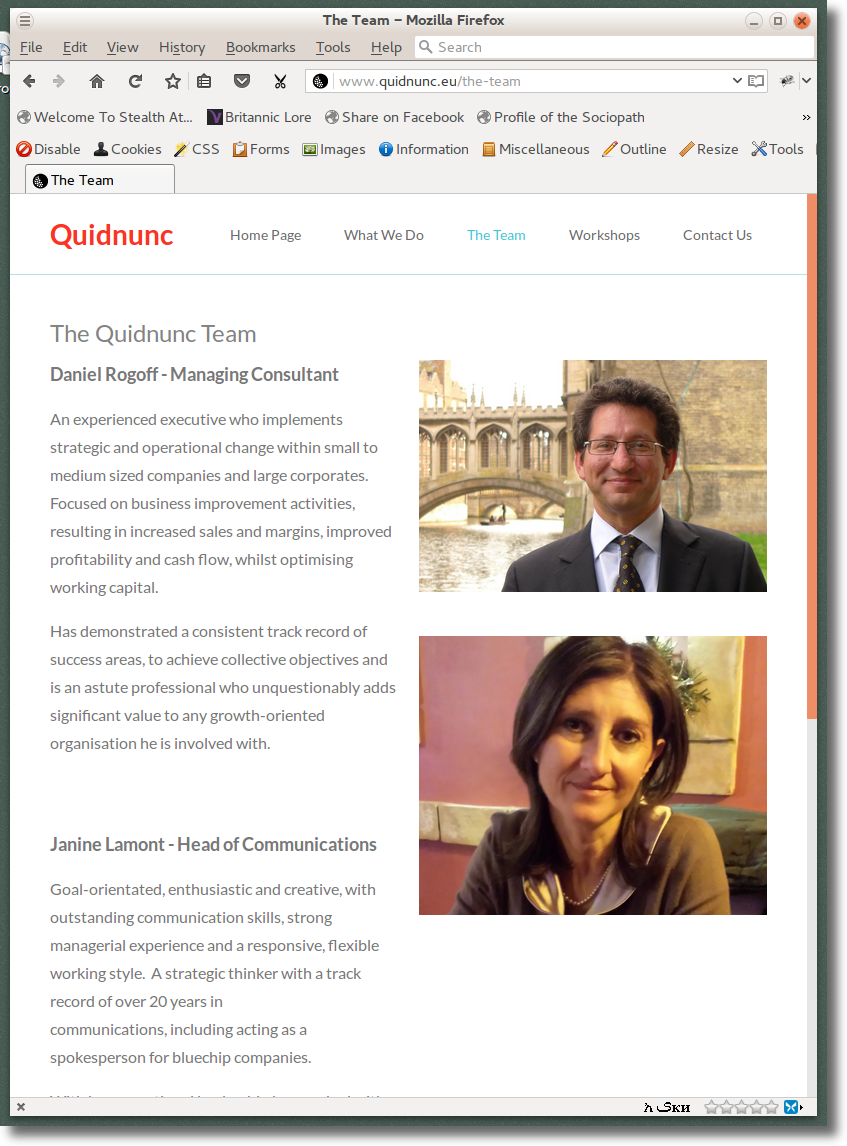 The Team – Mozilla Firefox
File Edit View History Bookmarks Tools Help Search
www.quidnunc.eu/the-team
Welcome To Stealth At... Britannic Lore Share on Facebook Profile of the Sociopath »
Disable Cookies CSS Forms Images Information Miscellaneous Outline Resize Tools
The Team
Quidnunc Home Page What We Do The Team Workshops Contact Us
The Quidnunc Team
Daniel Rogoff - Managing Consultant
An experienced executive who implements
strategic and operational change within small to
medium sized companies and large corporates.
Focused on business improvement activities,
resulting in increased sales and margins, improved
profitability and cash flow, whilst optimising
working capital.
Has demonstrated a consistent track record of
success areas, to achieve collective objectives and
is an astute professional who unquestionably adds
significant value to any growth-oriented
organisation he is involved with.
Janine Lamont - Head of Communications
Goal-orientated, enthusiastic and creative, with
outstanding communication skills, strong
managerial experience and a responsive, flexible
working style. A strategic thinker with a track
record of over 20 years in
communications, including acting as a
spokesperson for bluechip companies.